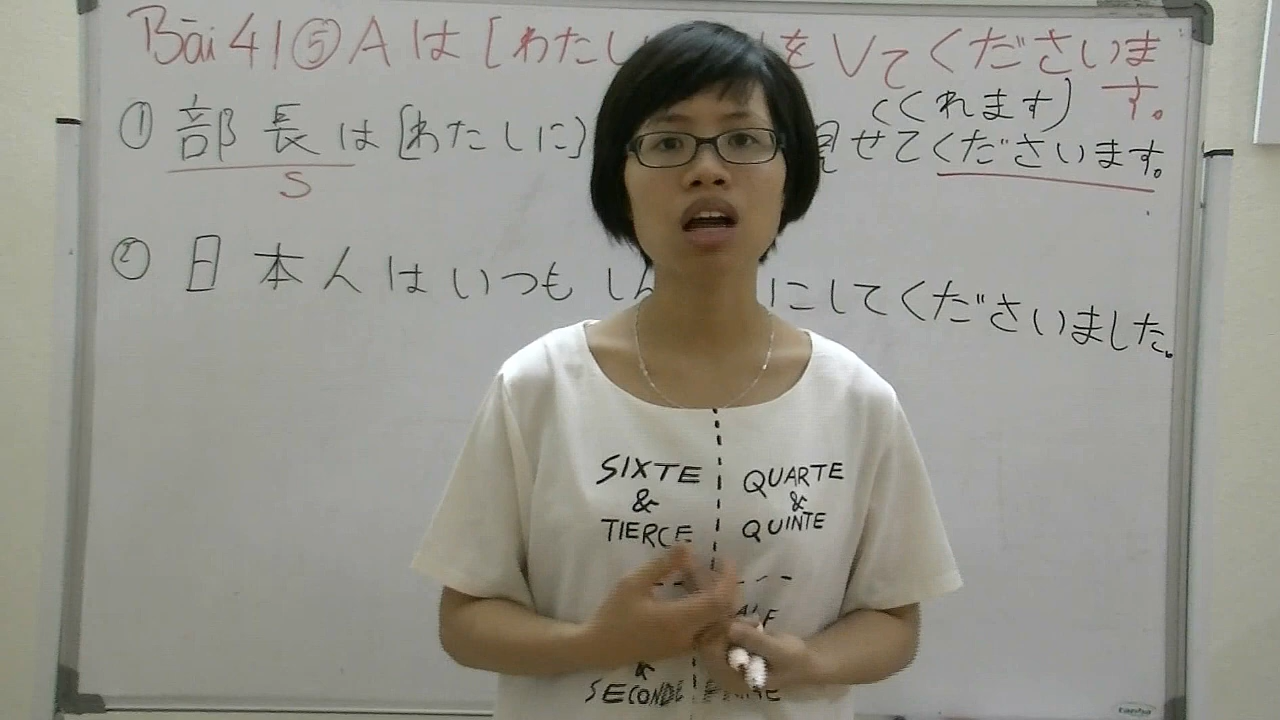 Bài 41 ⑤ A は [わたし を Vてくださいま
す。
(くれます)
① 部長は [わたしに] 見せてくださいます。
S
② 日本人はいつも し にしてくださいました。
SIXTE QUARTE
& &
TIERCE QUINTE
&
SECONDE